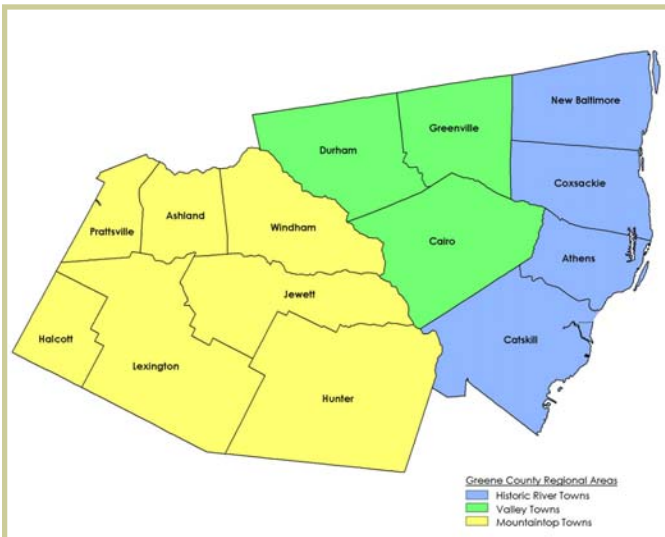 New Baltimore
Greenville
Durham
Coxsackie
Ashland
Windham
Prattsville
Cairo
Athens
Jewett
Halcott
Catskill
Lexington
Hunter
Greene County Regional Areas
Historic River Towns
Valley Towns
Mountaintop Towns